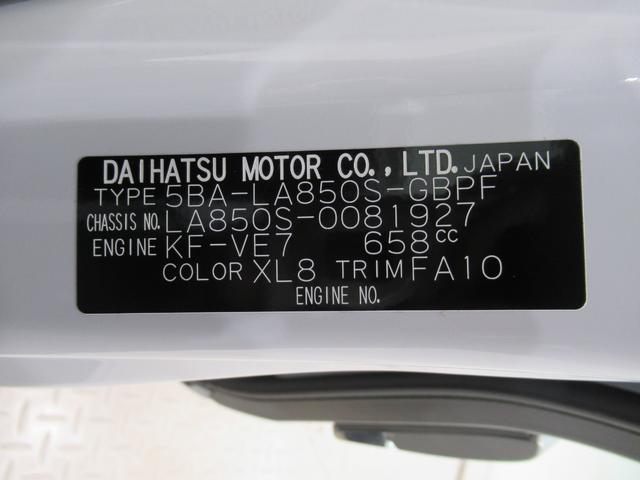 DAIHATSU MOTOR CO., LTD. JAPAN
TYPE 5BA-LA850S-GBPF
CHASSIS NO. LA850S-0081927
ENGINE KF-VE7 658cc
COLOR XL8 TRIM FA10
ENGINE NO.